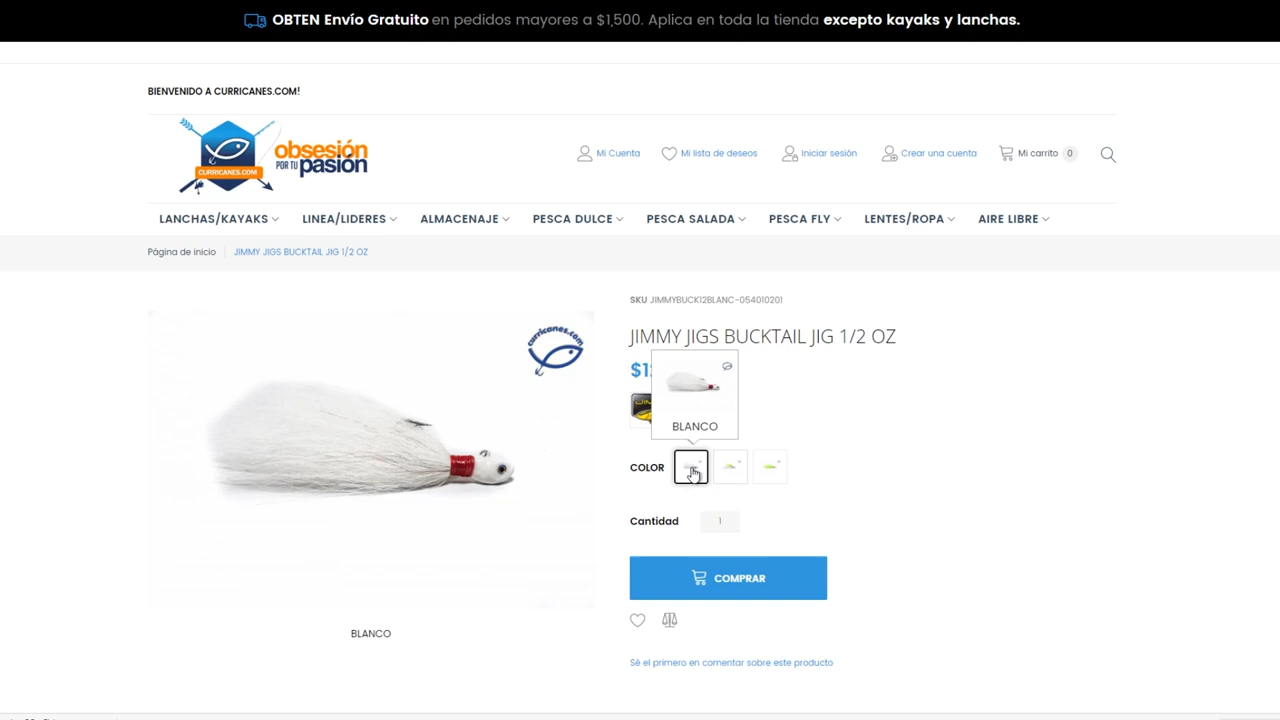 OBTEN Envío Gratuito en pedidos mayores a $1,500. Aplica en toda la tienda excepto kayaks y lanchas.
BIENVENIDO A CURRICANES.COM!
obsesión
POR TU pasión
CURRICANES.COM
Mi Cuenta
Mi lista de deseos
Iniciar sesión
Crear una cuenta
Mi carrito 0
LANCHAS/KAYAKS
LINEA/LIDERES
ALMACENAJE
PESCA DULCE
PESCA SALADA
PESCA FLY
LENTES/ROPA
AIRE LIBRE
Página de inicio
JIMMY JIGS BUCKTAIL JIG 1/2 OZ
curricanes.com
BLANCO
SKU JIMMYBUCK12BLANC-054010201
JIMMY JIGS BUCKTAIL JIG 1/2 OZ
BLANCO
COLOR
Cantidad 1
COMPRAR
Sé el primero en comentar sobre este producto